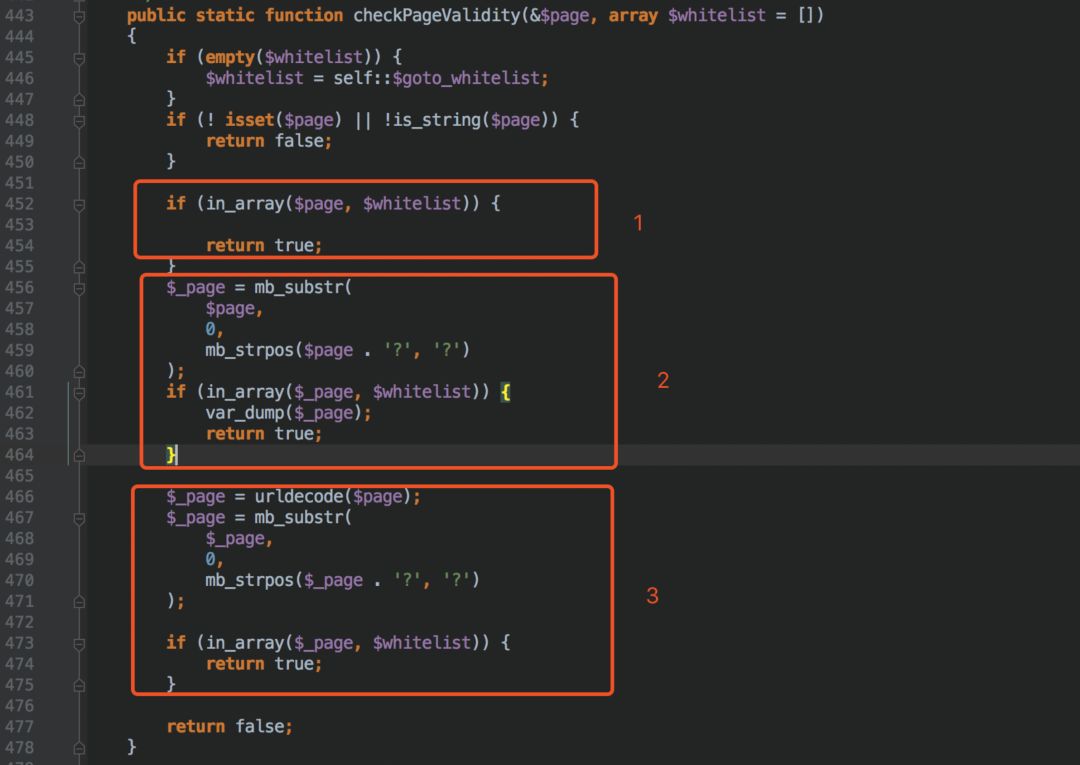 443 public static function checkPageValidity(&$page, array $whitelist = [])
444 {
445 if (empty($whitelist)) {
446 $whitelist = self::$goto_whitelist;
447 }
448 if (! isset($page) || !is_string($page)) {
449 return false;
450 }
451
452 if (in_array($page, $whitelist)) {
453
454 return true;
1
455 }
456 $_page = mb_substr(
457 $page,
458 0,
459 mb_strpos($page . '?', '?')
460 );
2
461 if (in_array($_page, $whitelist)) {
462 var_dump($_page);
463 return true;
464 }
465
466 $_page = urldecode($page);
467 $_page = mb_substr(
468 $_page,
469 0,
470 mb_strpos($_page . '?', '?')
471 );
3
472
473 if (in_array($_page, $whitelist)) {
474 return true;
475 }
476
477 return false;
478 }